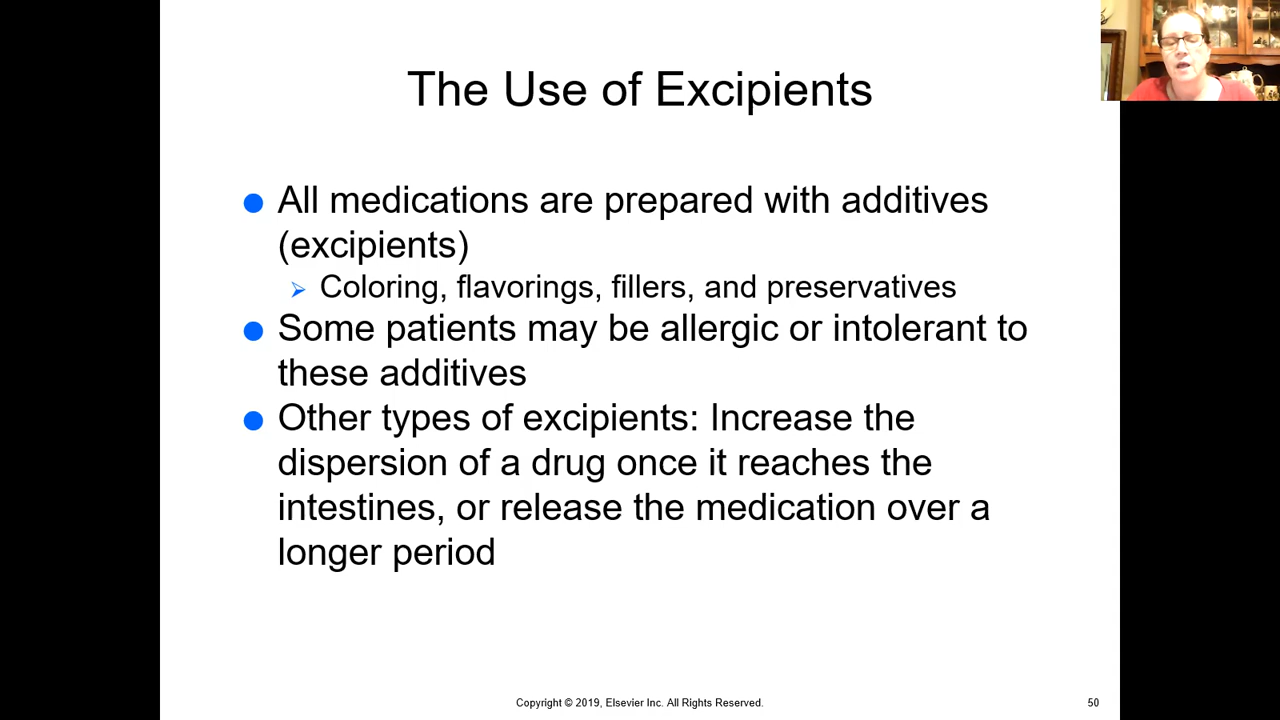 The Use of Excipients
● All medications are prepared with additives
(excipients)
➢ Coloring, flavorings, fillers, and preservatives
● Some patients may be allergic or intolerant to
these additives
● Other types of excipients: Increase the
dispersion of a drug once it reaches the
intestines, or release the medication over a
longer period
Copyright © 2019, Elsevier Inc. All Rights Reserved.
50